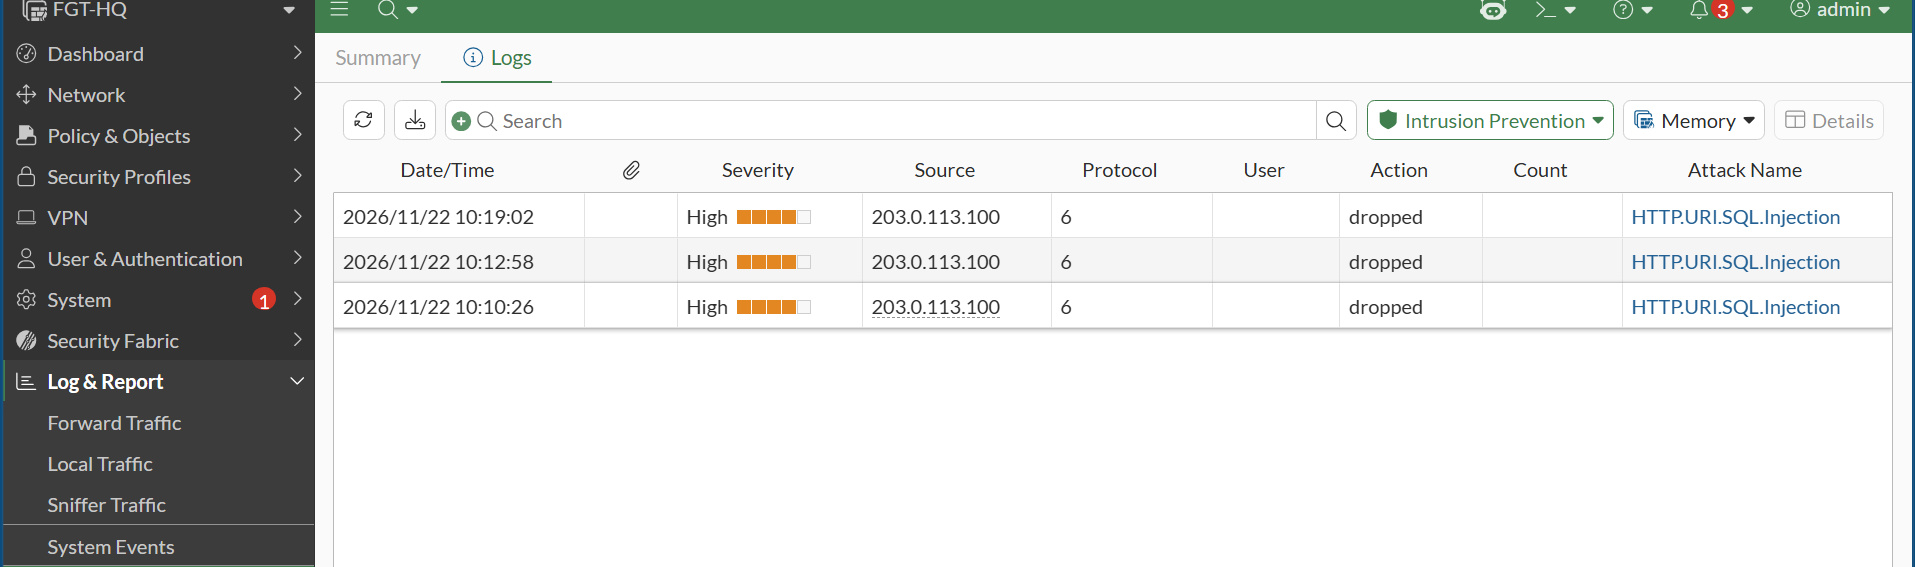 FGT-HQ
3
admin
Dashboard
Network
Policy & Objects
Security Profiles
VPN
User & Authentication
System 1
Security Fabric
Log & Report
Forward Traffic
Local Traffic
Sniffer Traffic
System Events
Summary Logs
Search Intrusion Prevention Memory Details
Date/Time Severity Source Protocol User Action Count Attack Name
2026/11/22 10:19:02 High 203.0.113.100 6 dropped HTTP.URI.SQL.Injection
2026/11/22 10:12:58 High 203.0.113.100 6 dropped HTTP.URI.SQL.Injection
2026/11/22 10:10:26 High 203.0.113.100 6 dropped HTTP.URI.SQL.Injection